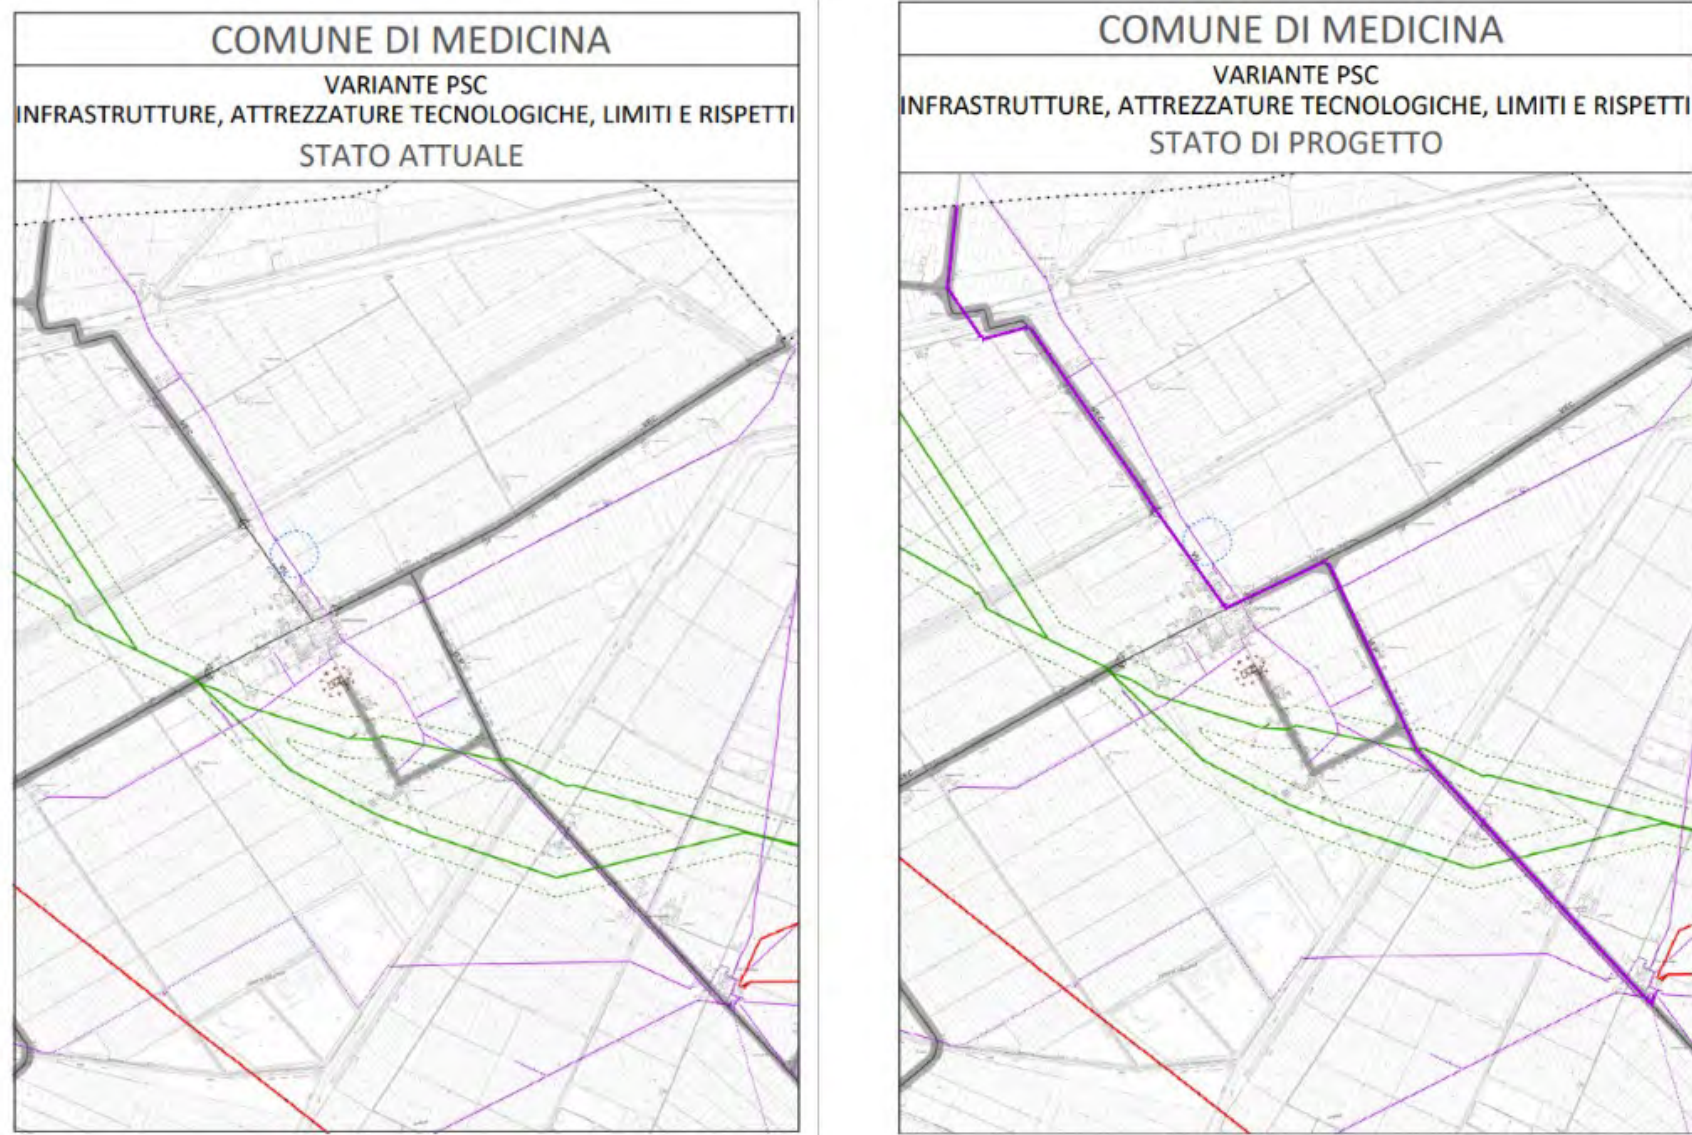 COMUNE DI MEDICINA
VARIANTE PSC
INFRASTRUTTURE, ATTREZZATURE TECNOLOGICHE, LIMITI E RISPETTI
STATO ATTUALE
COMUNE DI MEDICINA
VARIANTE PSC
INFRASTRUTTURE, ATTREZZATURE TECNOLOGICHE, LIMITI E RISPETTI
STATO DI PROGETTO